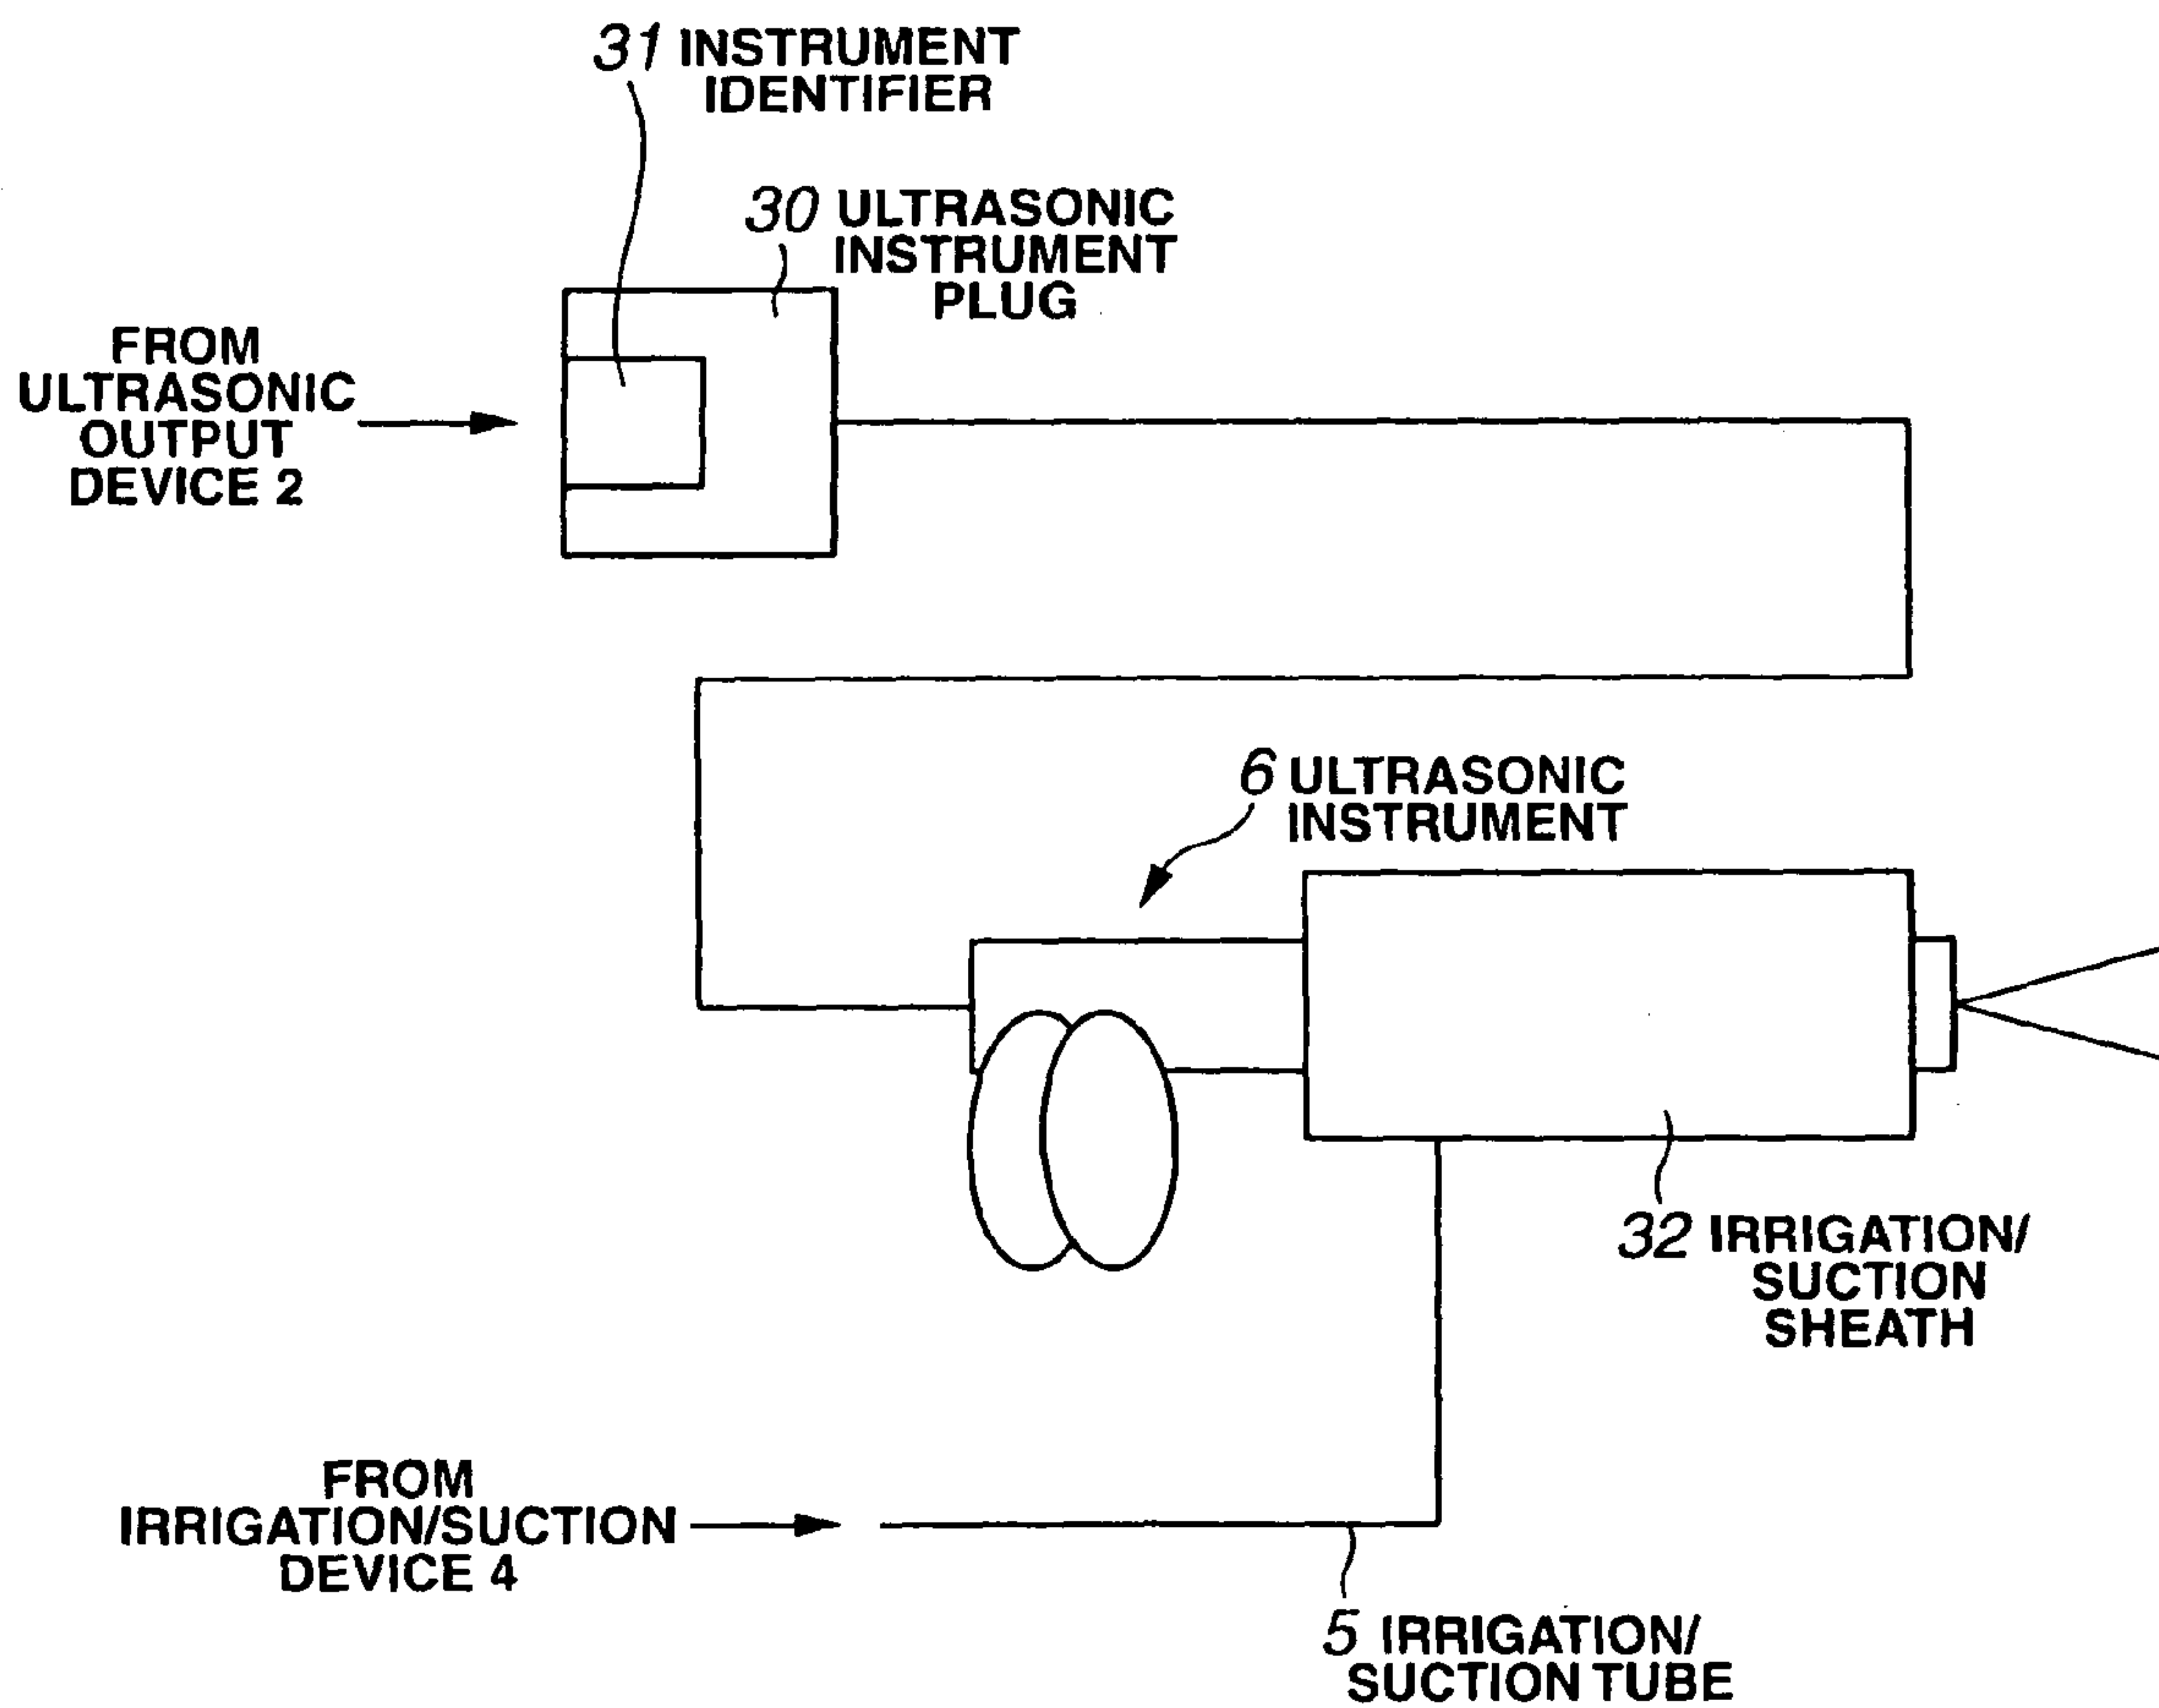 31 INSTRUMENT
IDENTIFIER
30 ULTRASONIC
INSTRUMENT
PLUG
FROM
ULTRASONIC
OUTPUT
DEVICE 2
6 ULTRASONIC
INSTRUMENT
32 IRRIGATION/
SUCTION
SHEATH
FROM
IRRIGATION/SUCTION
DEVICE 4
5 IRRIGATION/
SUCTION TUBE